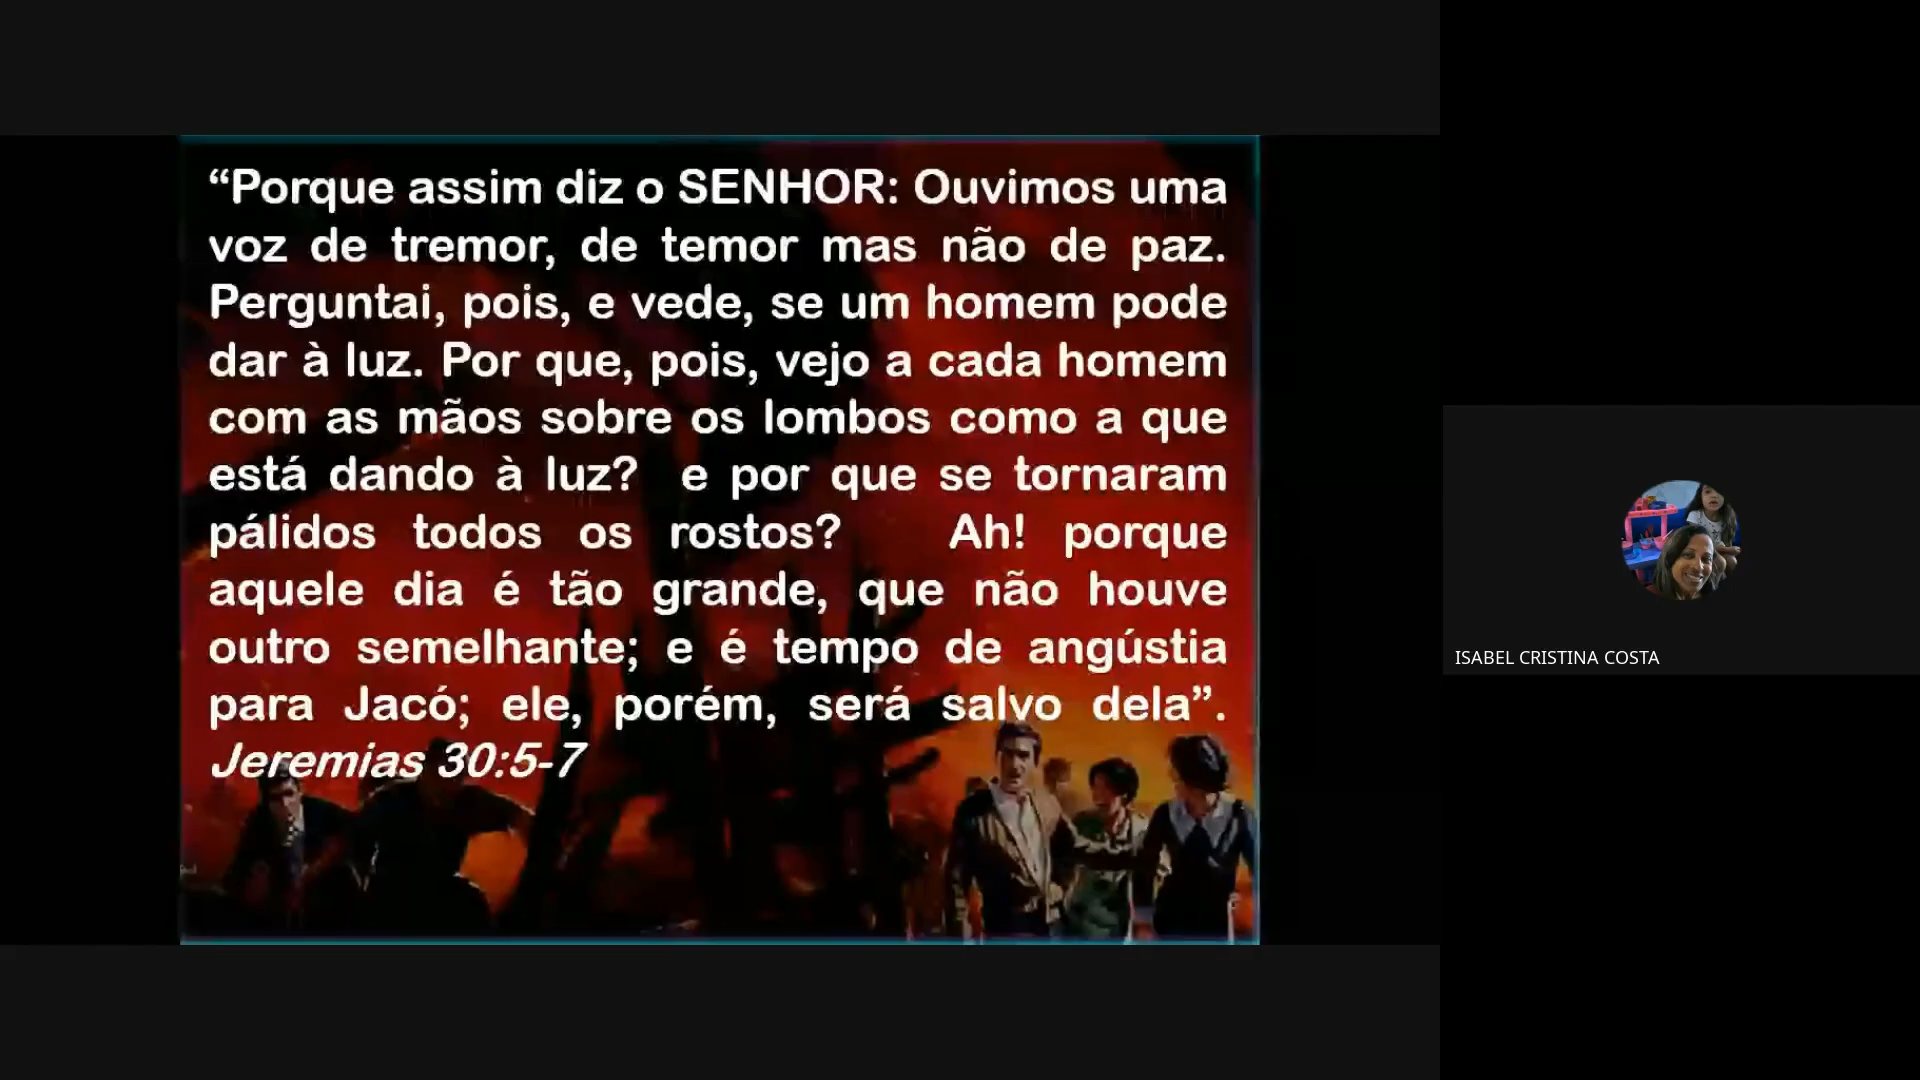 “Porque assim diz o SENHOR: Ouvimos uma
voz de tremor, de temor mas não de paz.
Perguntai, pois, e vede, se um homem pode
dar à luz. Por que, pois, vejo a cada homem
com as mãos sobre os lombos como a que
está dando à luz? e por que se tornaram
pálidos todos os rostos? Ah! porque
aquele dia é tão grande, que não houve
outro semelhante; e é tempo de angústia
para Jacó; ele, porém, será salvo dela”.
Jeremias 30:5-7
ISABEL CRISTINA COSTA